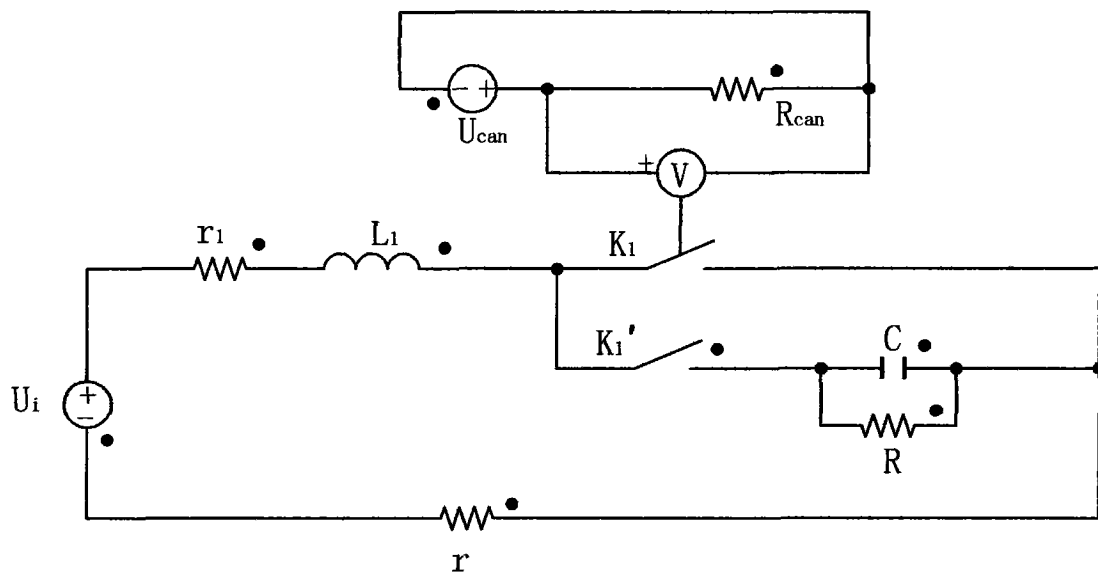 − +
Ucan
Rcan
+ V
r1
L1
K1
K1'
C
Ui
+
−
R
r